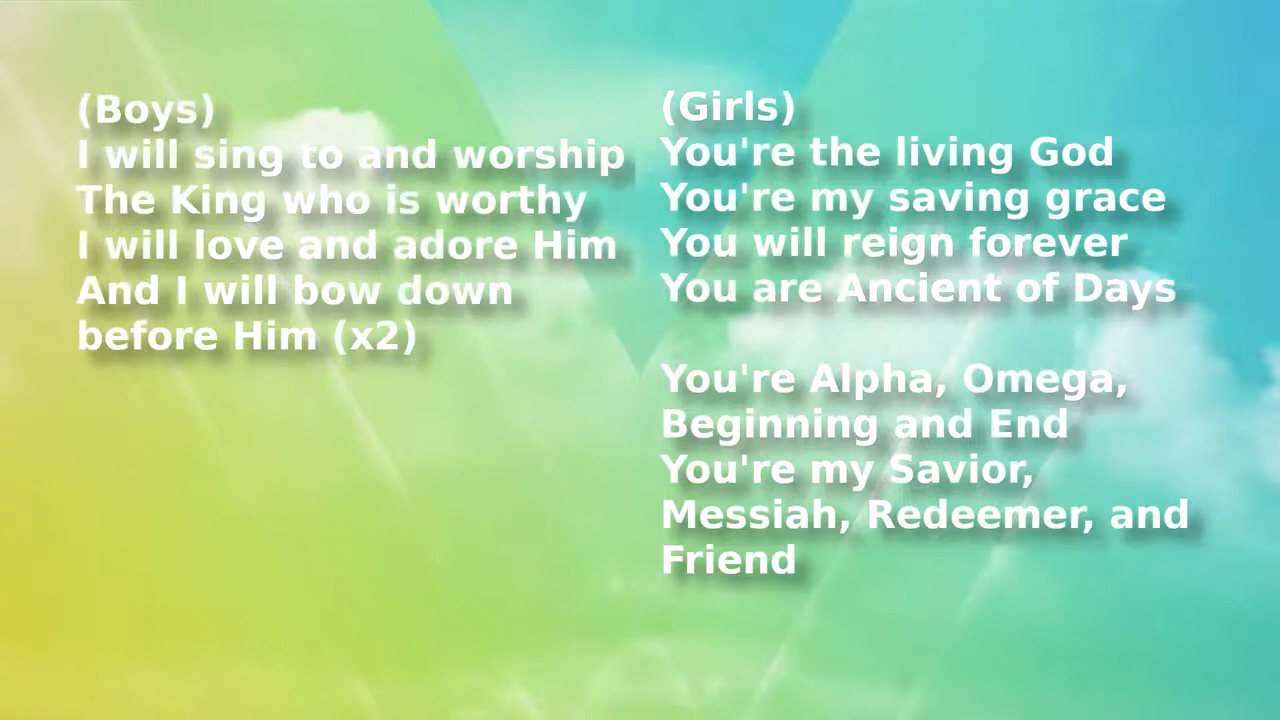 (Boys)
I will sing to and worship
The King who is worthy
I will love and adore Him
And I will bow down
before Him (x2)
(Girls)
You're the living God
You're my saving grace
You will reign forever
You are Ancient of Days
You're Alpha, Omega,
Beginning and End
You're my Savior,
Messiah, Redeemer, and
Friend